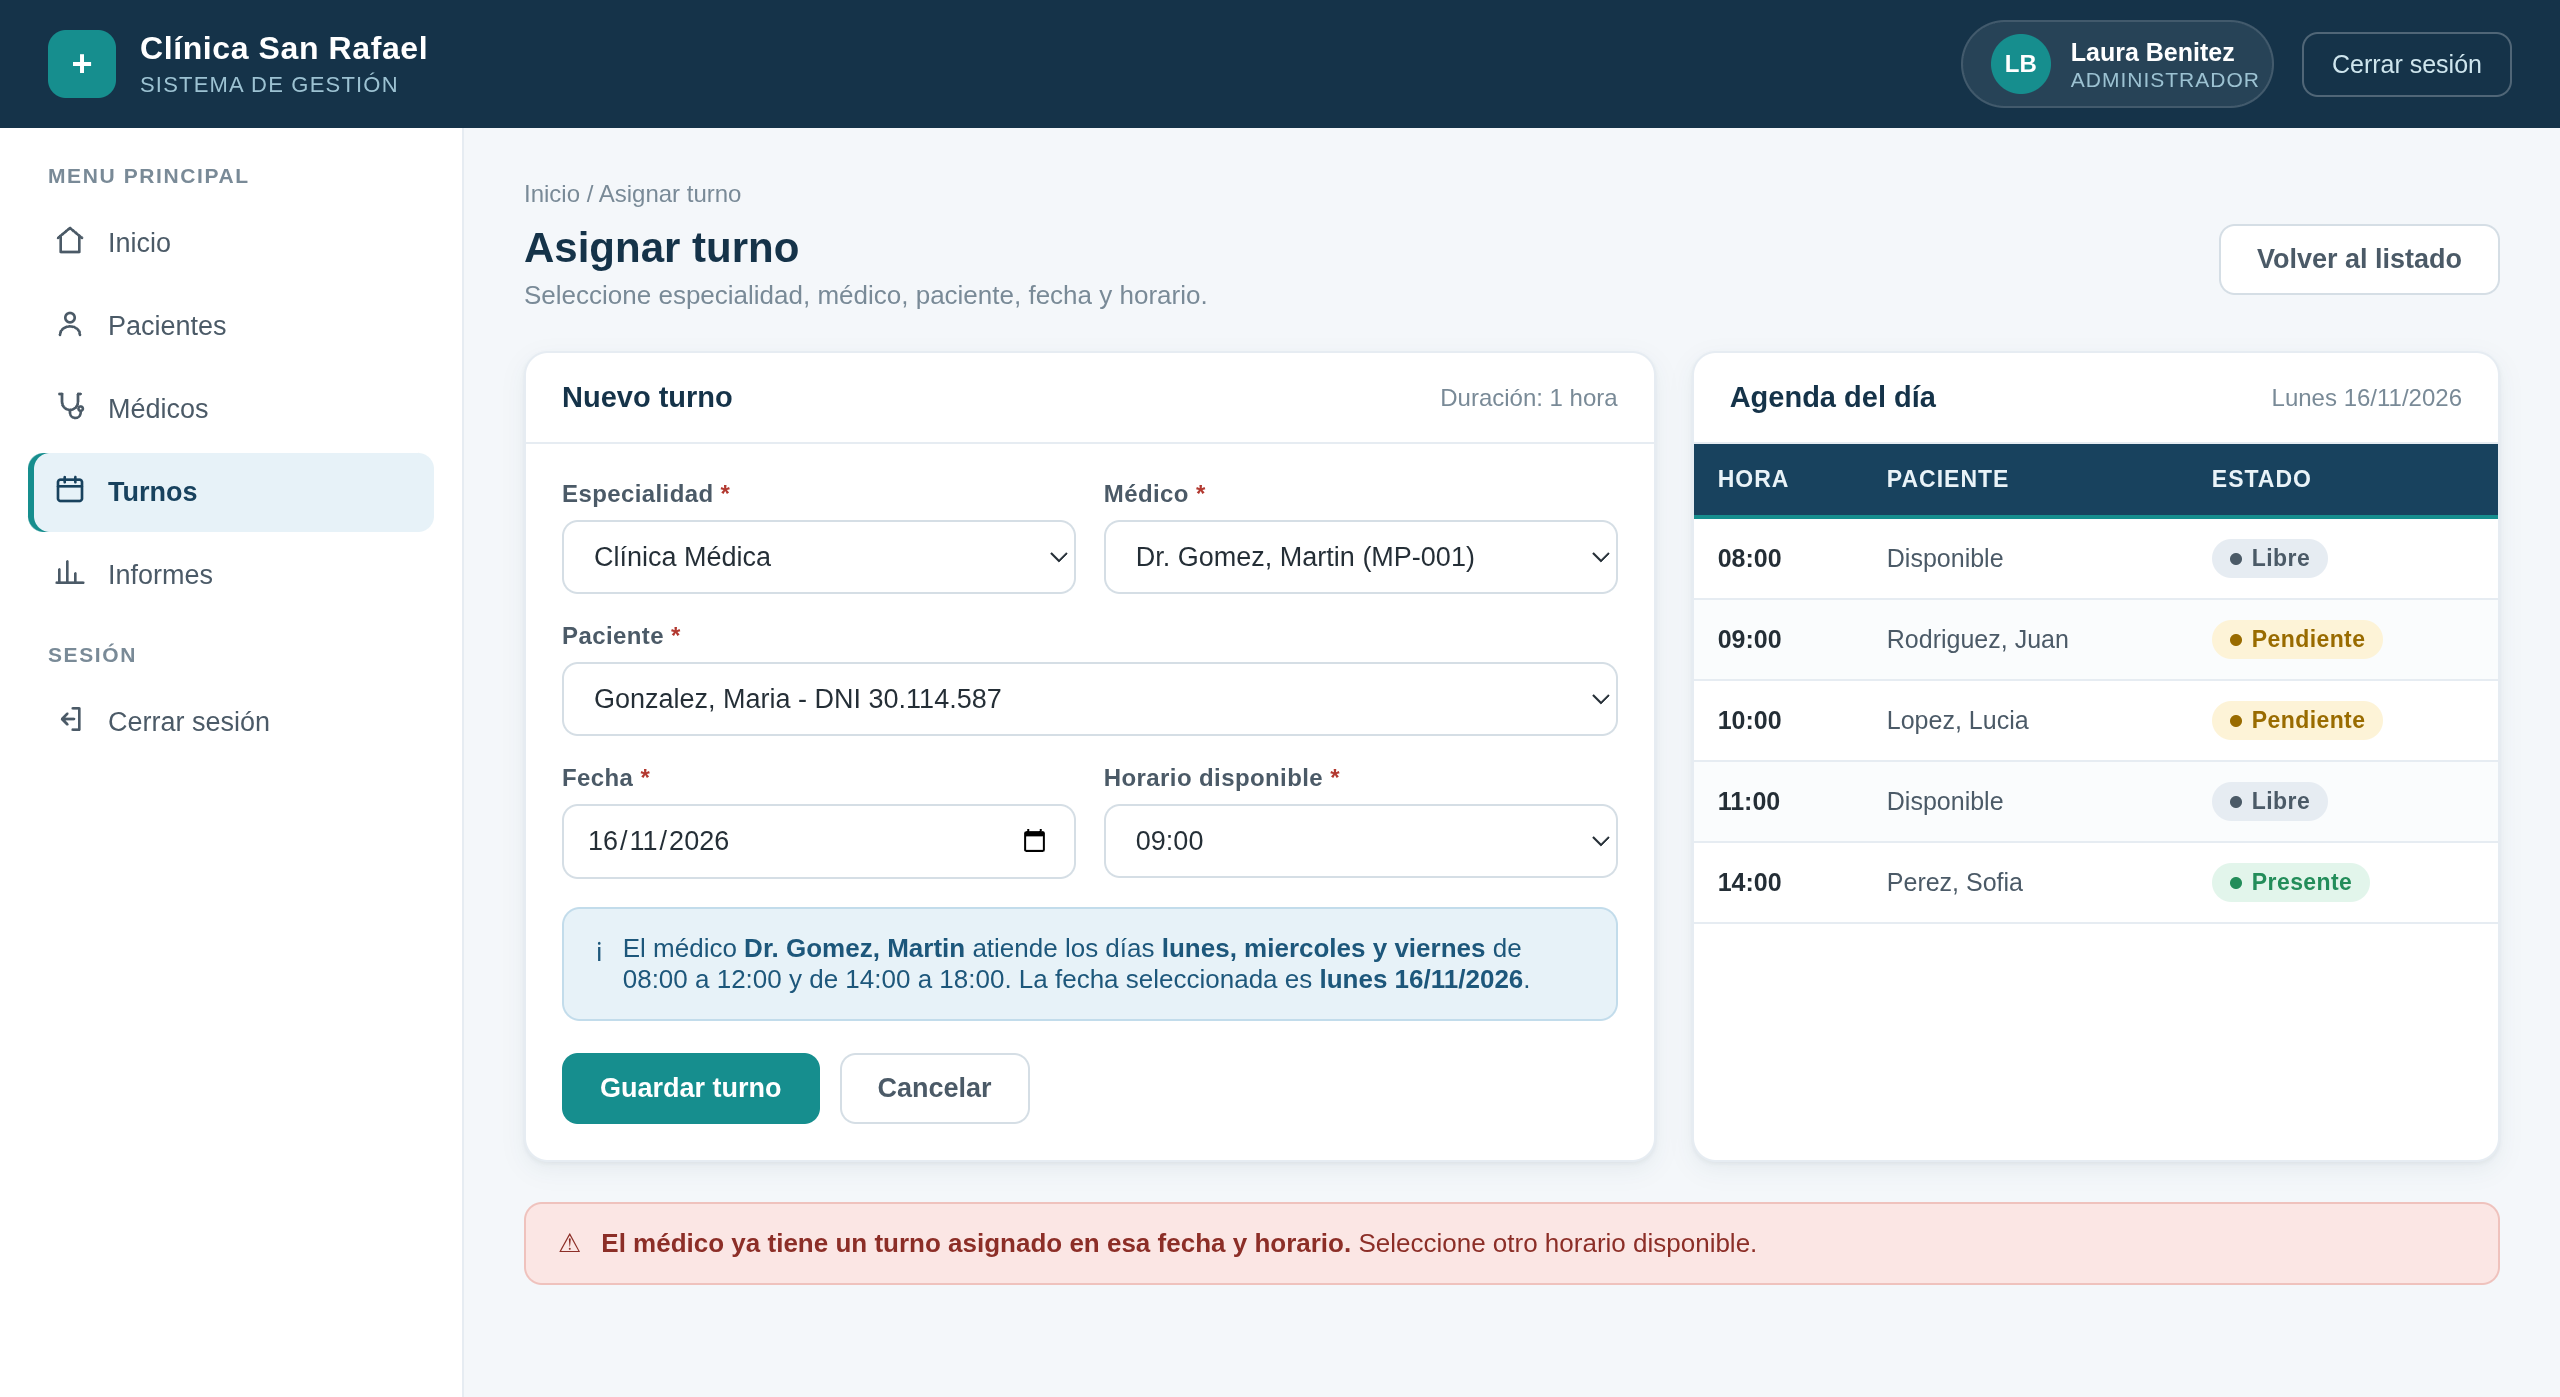 +
Clínica San Rafael
SISTEMA DE GESTIÓN
LB
Laura Benitez
ADMINISTRADOR
Cerrar sesión
MENU PRINCIPAL
Inicio
Pacientes
Médicos
Turnos
Informes
SESIÓN
Cerrar sesión
Inicio / Asignar turno
Asignar turno
Seleccione especialidad, médico, paciente, fecha y horario.
Volver al listado
Nuevo turno
Duración: 1 hora
Especialidad *
Médico *
Clínica Médica
Dr. Gomez, Martin (MP-001)
Paciente *
Gonzalez, Maria - DNI 30.114.587
Fecha *
Horario disponible *
16/11/2026
09:00
i El médico Dr. Gomez, Martin atiende los días lunes, miercoles y viernes de
08:00 a 12:00 y de 14:00 a 18:00. La fecha seleccionada es lunes 16/11/2026.
Guardar turno
Cancelar
Agenda del día
Lunes 16/11/2026
HORA PACIENTE ESTADO
08:00 Disponible Libre
09:00 Rodriguez, Juan Pendiente
10:00 Lopez, Lucia Pendiente
11:00 Disponible Libre
14:00 Perez, Sofia Presente
⚠ El médico ya tiene un turno asignado en esa fecha y horario. Seleccione otro horario disponible.